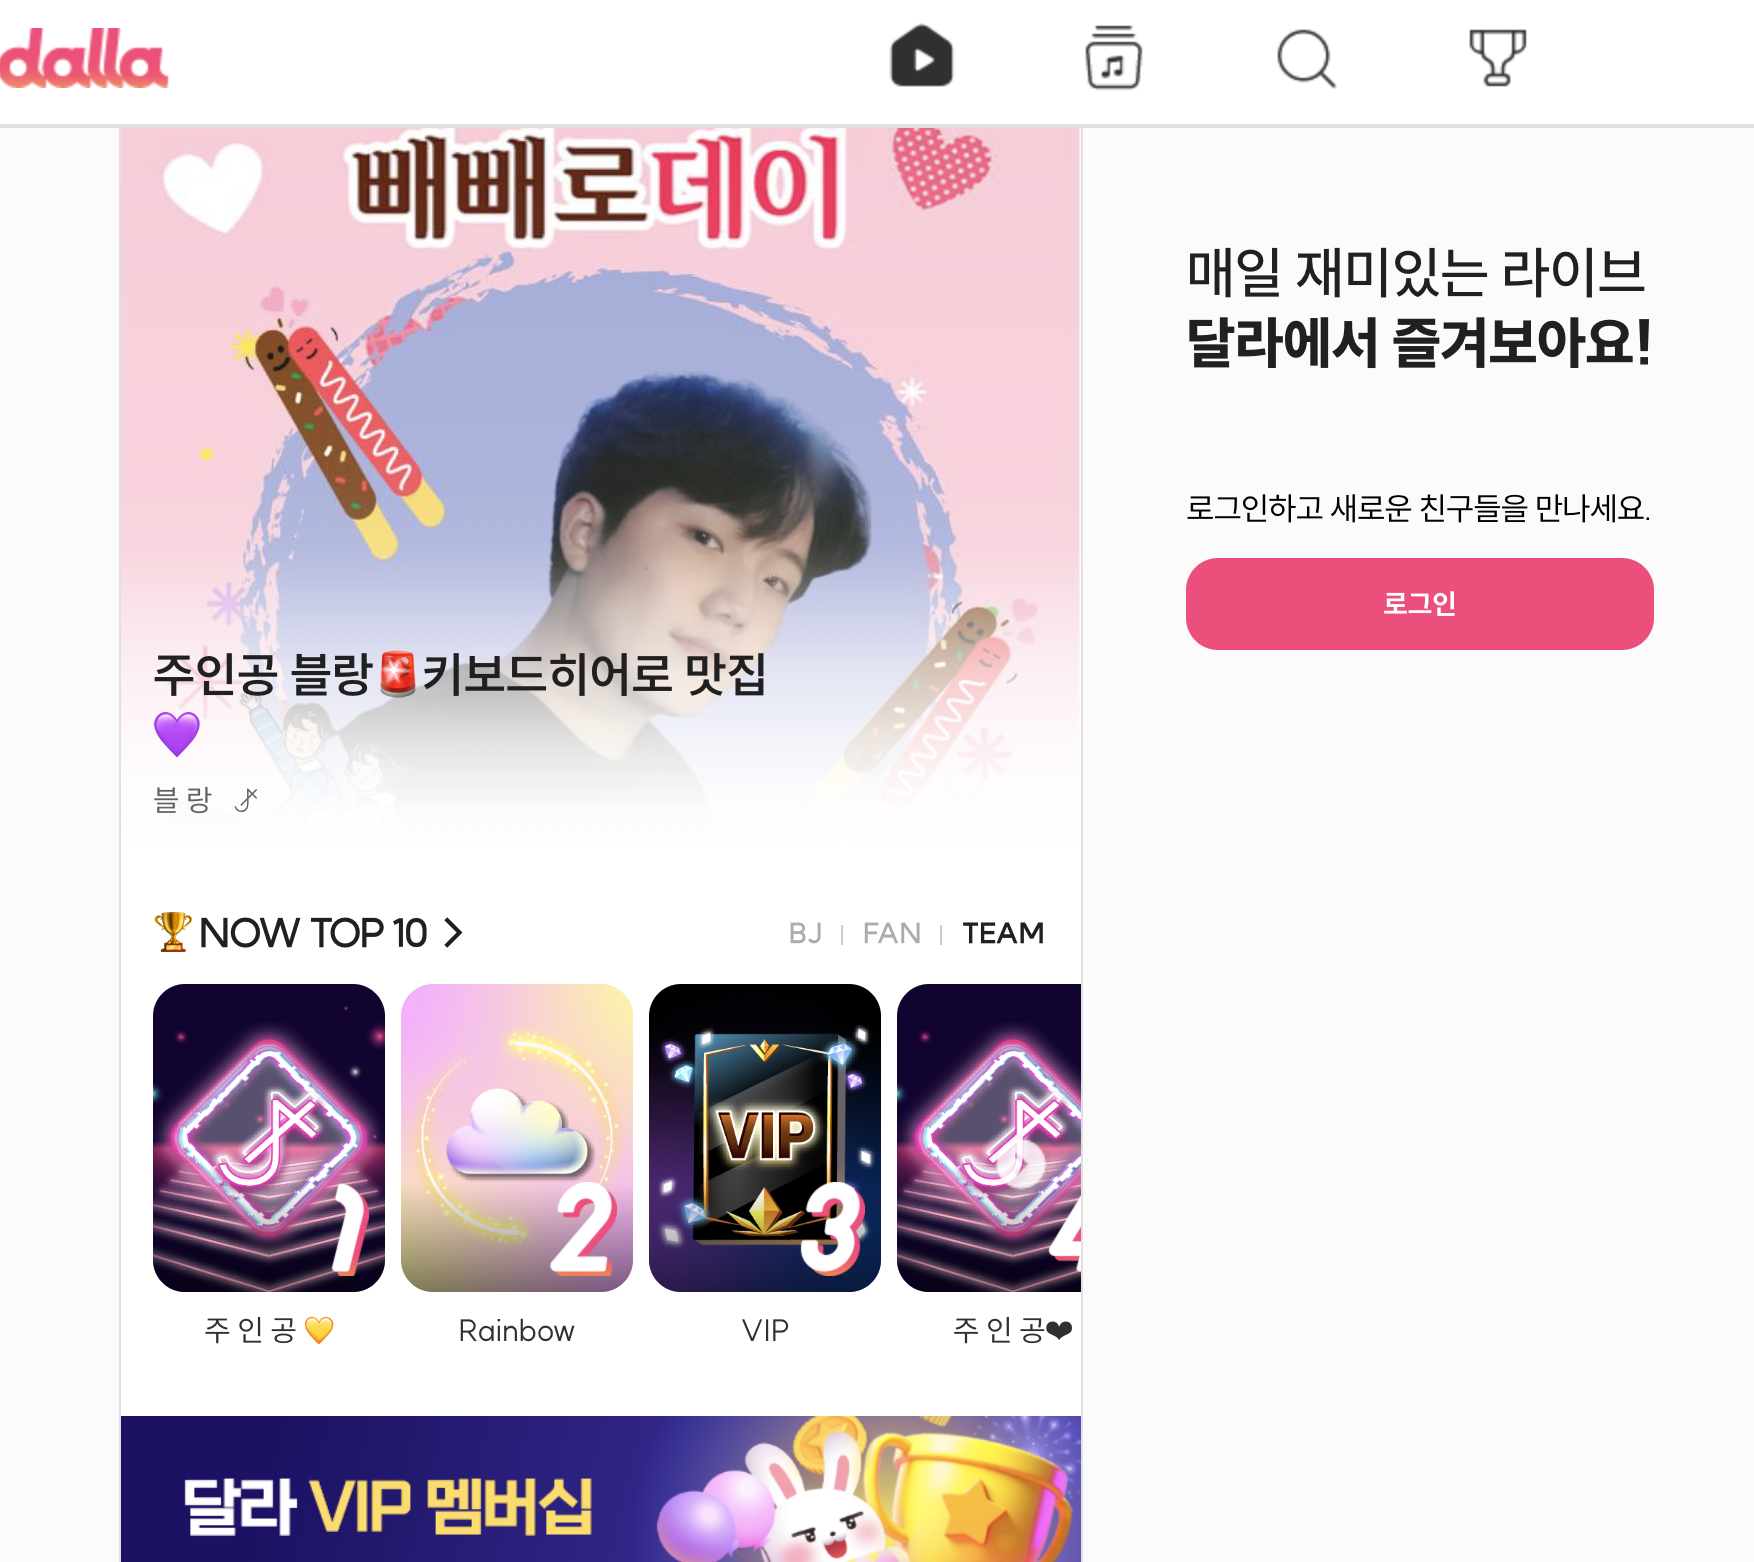 dalla
빼빼로데이
매일 재미있는 라이브
달라에서 즐겨보아요!
로그인하고 새로운 친구들을 만나세요.
로그인
주인공 블랑🚨키보드히어로 맛집
💜
블 랑
🏆NOW TOP 10 >
BJ | FAN | TEAM
1
2
VIP
3
4
주 인 공 💛
Rainbow
VIP
주 인 공❤
달라 VIP 멤버십